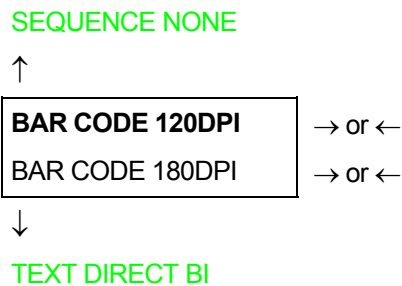 SEQUENCE NONE
↑
BAR CODE 120DPI → or ←
BAR CODE 180DPI → or ←
↓
TEXT DIRECT BI